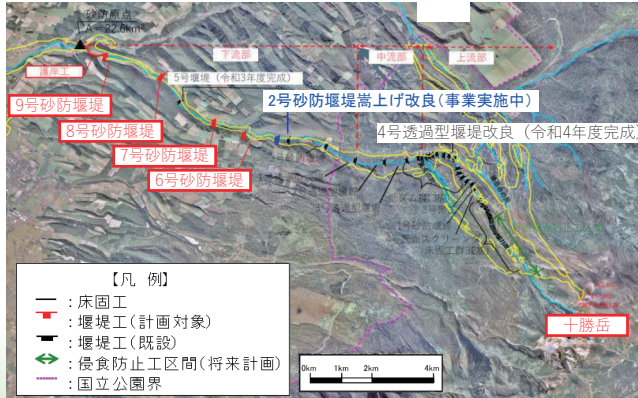 砂防原点
A=22.6km²
下流部
中流部
上流部
護岸工
5号堰堤（令和3年度完成）
9号砂防堰堤
2号砂防堰堤嵩上げ改良（事業実施中）
8号砂防堰堤
4号透過型堰堤改良（令和4年度完成）
7号砂防堰堤
6号砂防堰堤
十勝岳
【凡 例】
：床固工
：堰堤工（計画対象）
：堰堤工（既設）
：侵食防止工区間（将来計画）
：国立公園界
0km 1km 2km 4km